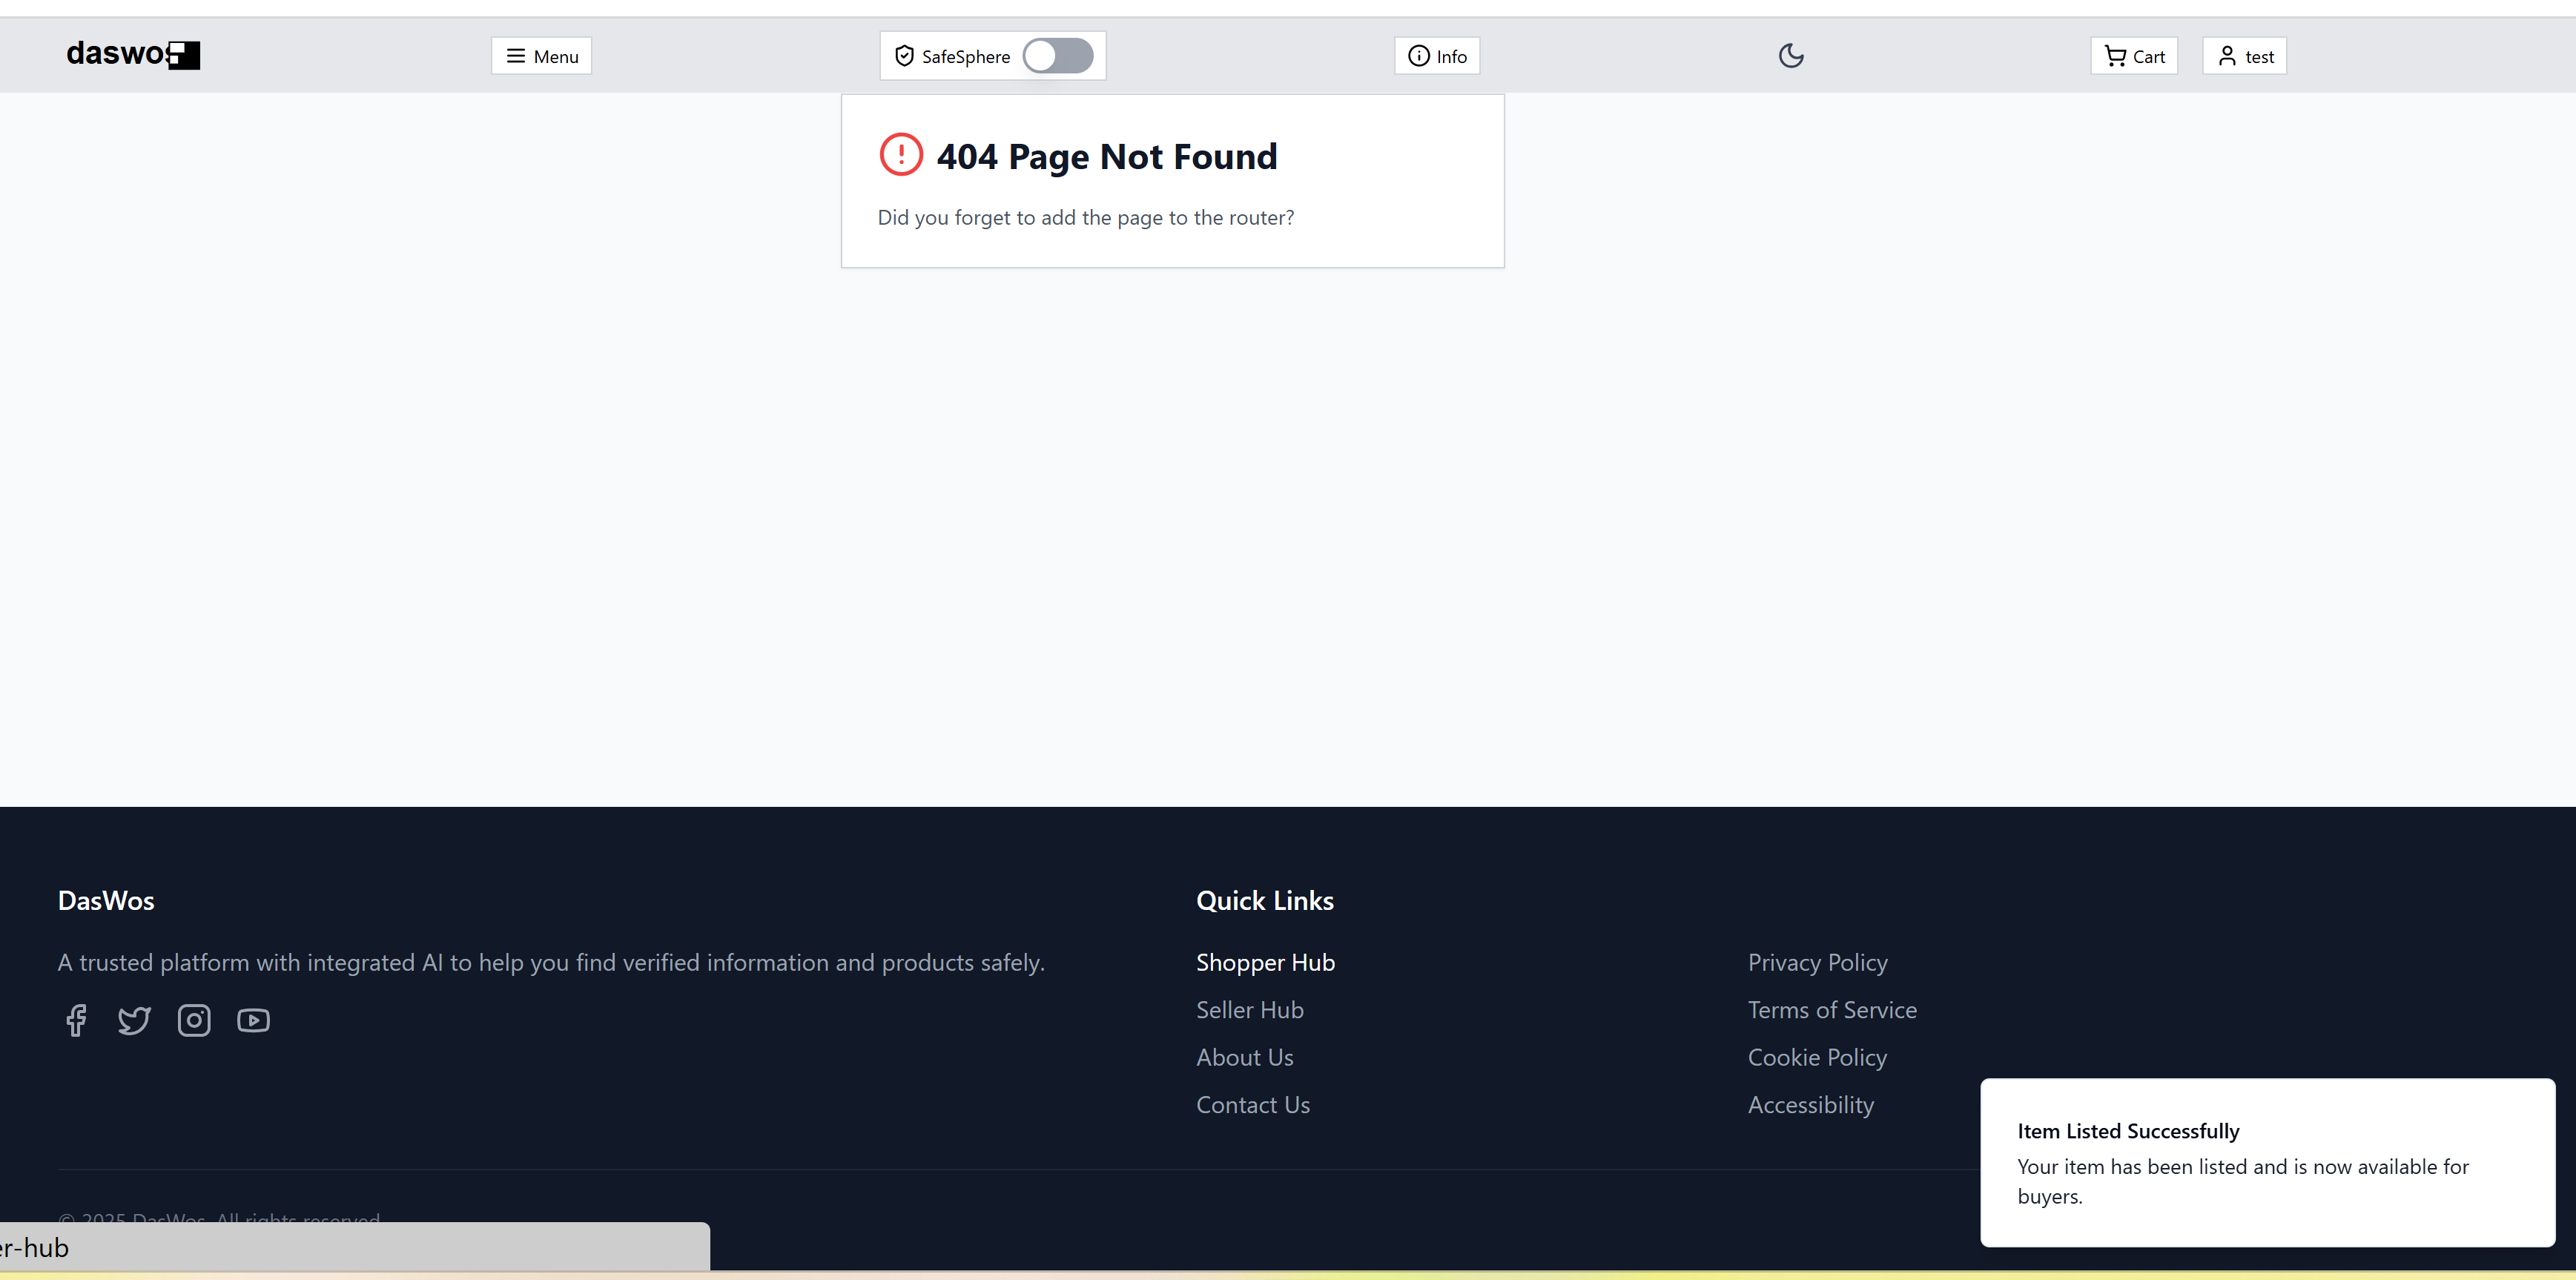 daswos
Menu
SafeSphere
Info
Cart
test
404 Page Not Found
Did you forget to add the page to the router?
DasWos
A trusted platform with integrated AI to help you find verified information and products safely.
Quick Links
Shopper Hub
Seller Hub
About Us
Contact Us
Privacy Policy
Terms of Service
Cookie Policy
Accessibility
Item Listed Successfully
Your item has been listed and is now available for
buyers.
© 2025 DasWos. All rights reserved.
er-hub